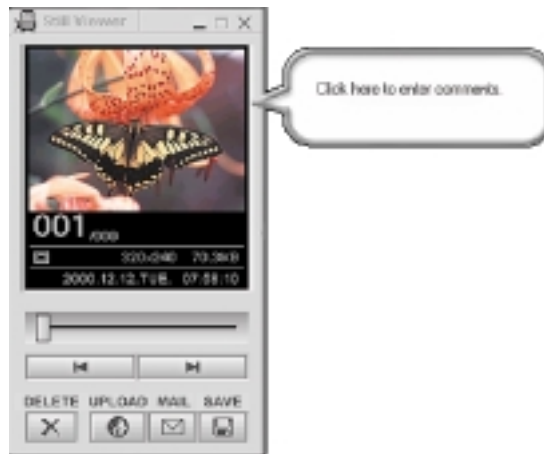 Still Viewer
Click here to enter comments.
001 /009
320x240 70.3KB
2000.12.12.TUE. 07:58:10
DELETE UPLOAD MAIL SAVE